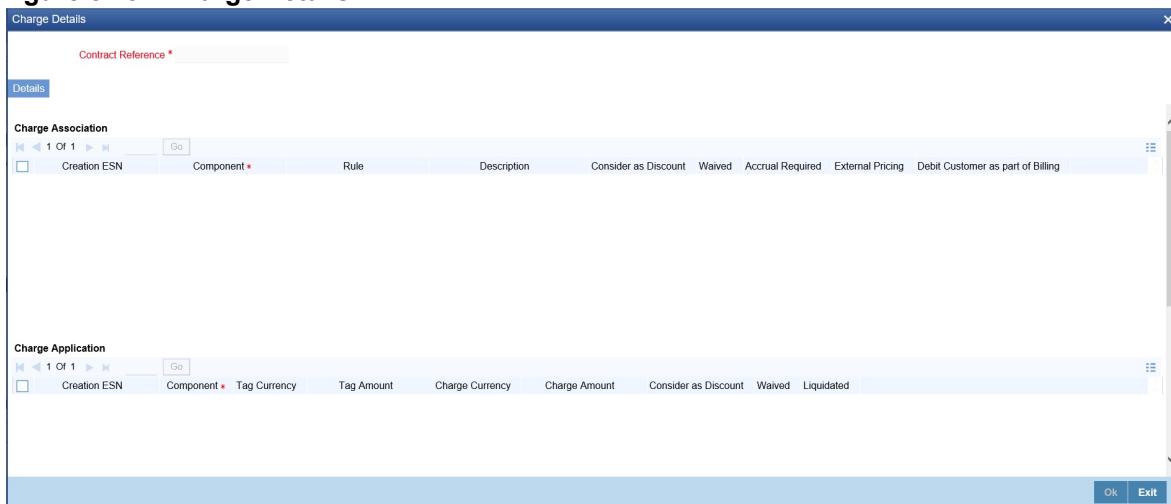 Charge Details
Contract Reference *
Details
Charge Association
1 Of 1 Go
Creation ESN Component * Rule Description Consider as Discount Waived Accrual Required External Pricing Debit Customer as part of Billing
Charge Application
1 Of 1 Go
Creation ESN Component * Tag Currency Tag Amount Charge Currency Charge Amount Consider as Discount Waived Liquidated
Ok Exit